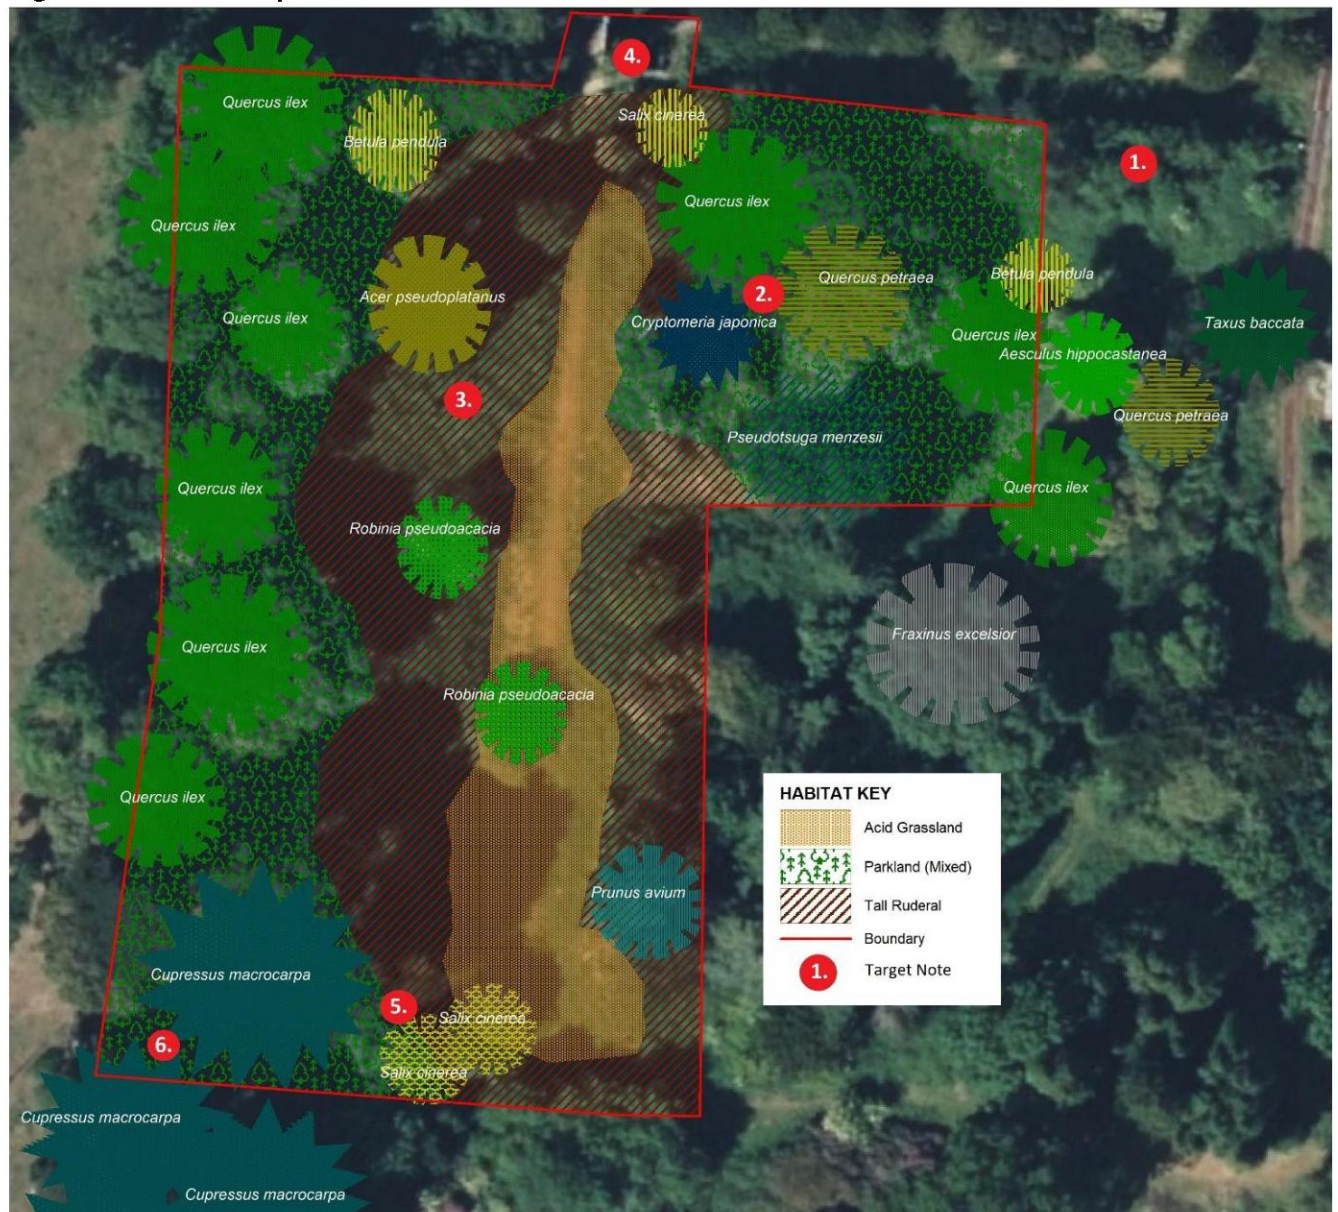 4.
Quercus ilex
Salix cinerea
Betula pendula
1.
Quercus ilex
Quercus ilex
Betula pendula
Quercus petraea
2.
Acer pseudoplatanus
Quercus ilex
Cryptomeria japonica
Taxus baccata
Quercus ilex
Aesculus hippocastanea
3.
Quercus petraea
Pseudotsuga menzesii
Quercus ilex
Quercus ilex
Robinia pseudoacacia
Fraxinus excelsior
Quercus ilex
Robinia pseudoacacia
Quercus ilex
HABITAT KEY
Acid Grassland
Parkland (Mixed)
Tall Ruderal
Boundary
1. Target Note
Prunus avium
Cupressus macrocarpa
5.
Salix cinerea
6.
Salix cinerea
Cupressus macrocarpa
Cupressus macrocarpa